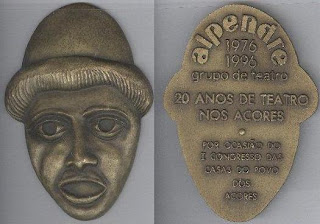 alpendre
1976
1996
grupo de teatro
20 ANOS DE TEATRO
NOS AÇORES
POR OCASIÃO DO
I CONGRESSO DAS
CASAS DO POVO
DOS
AÇORES